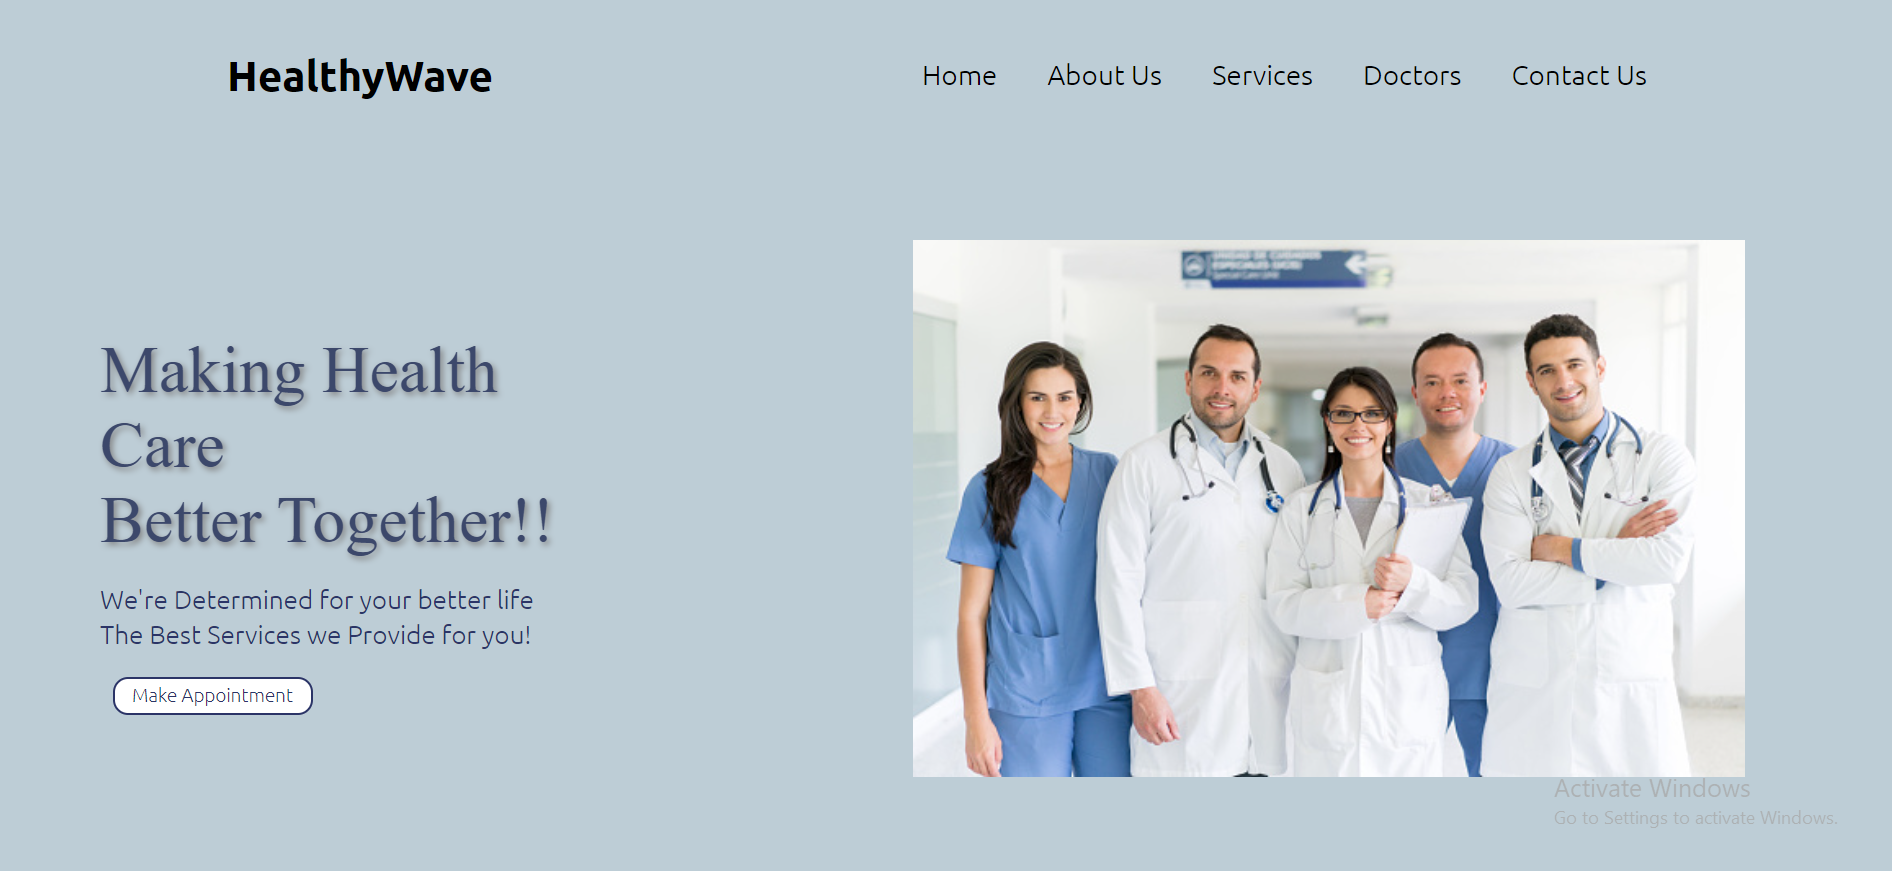 HealthyWave
Home About Us Services Doctors Contact Us
Making Health
Care
Better Together!!
We're Determined for your better life
The Best Services we Provide for you!
Make Appointment
Activate Windows
Go to Settings to activate Windows.